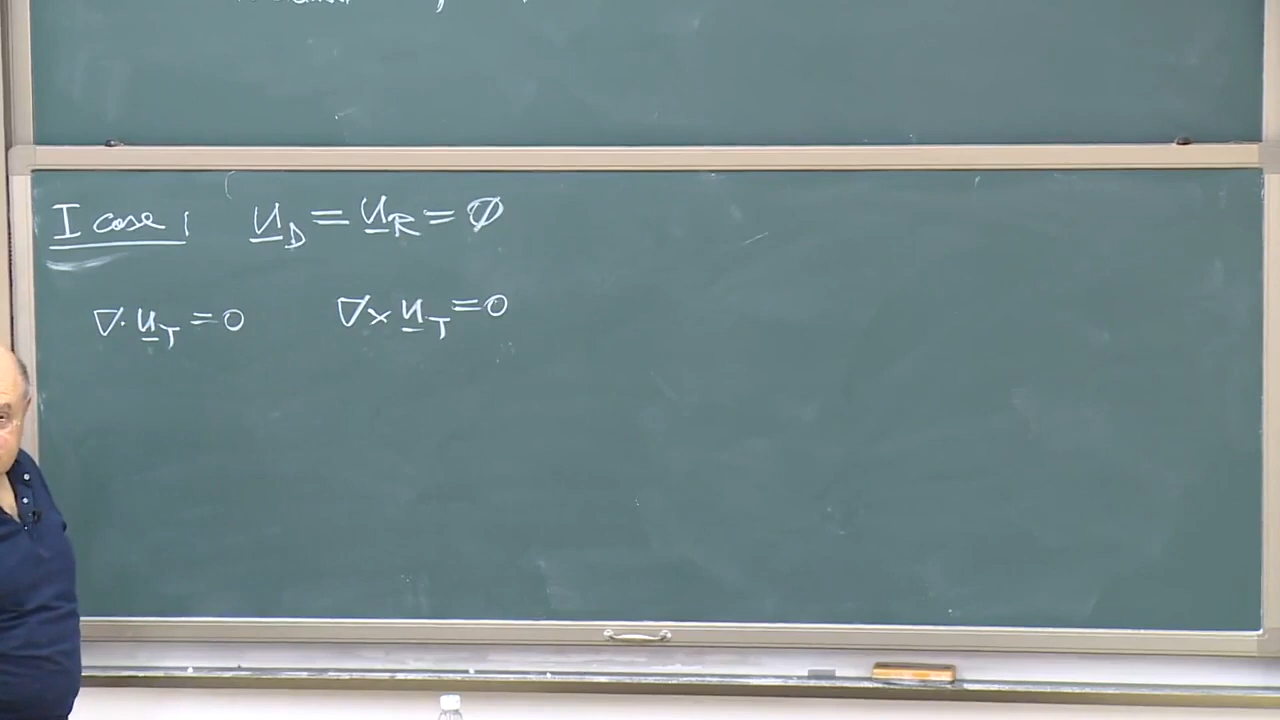 I case : u_D = u_R = ∅
∇·u_T = 0   ∇×u_T = 0